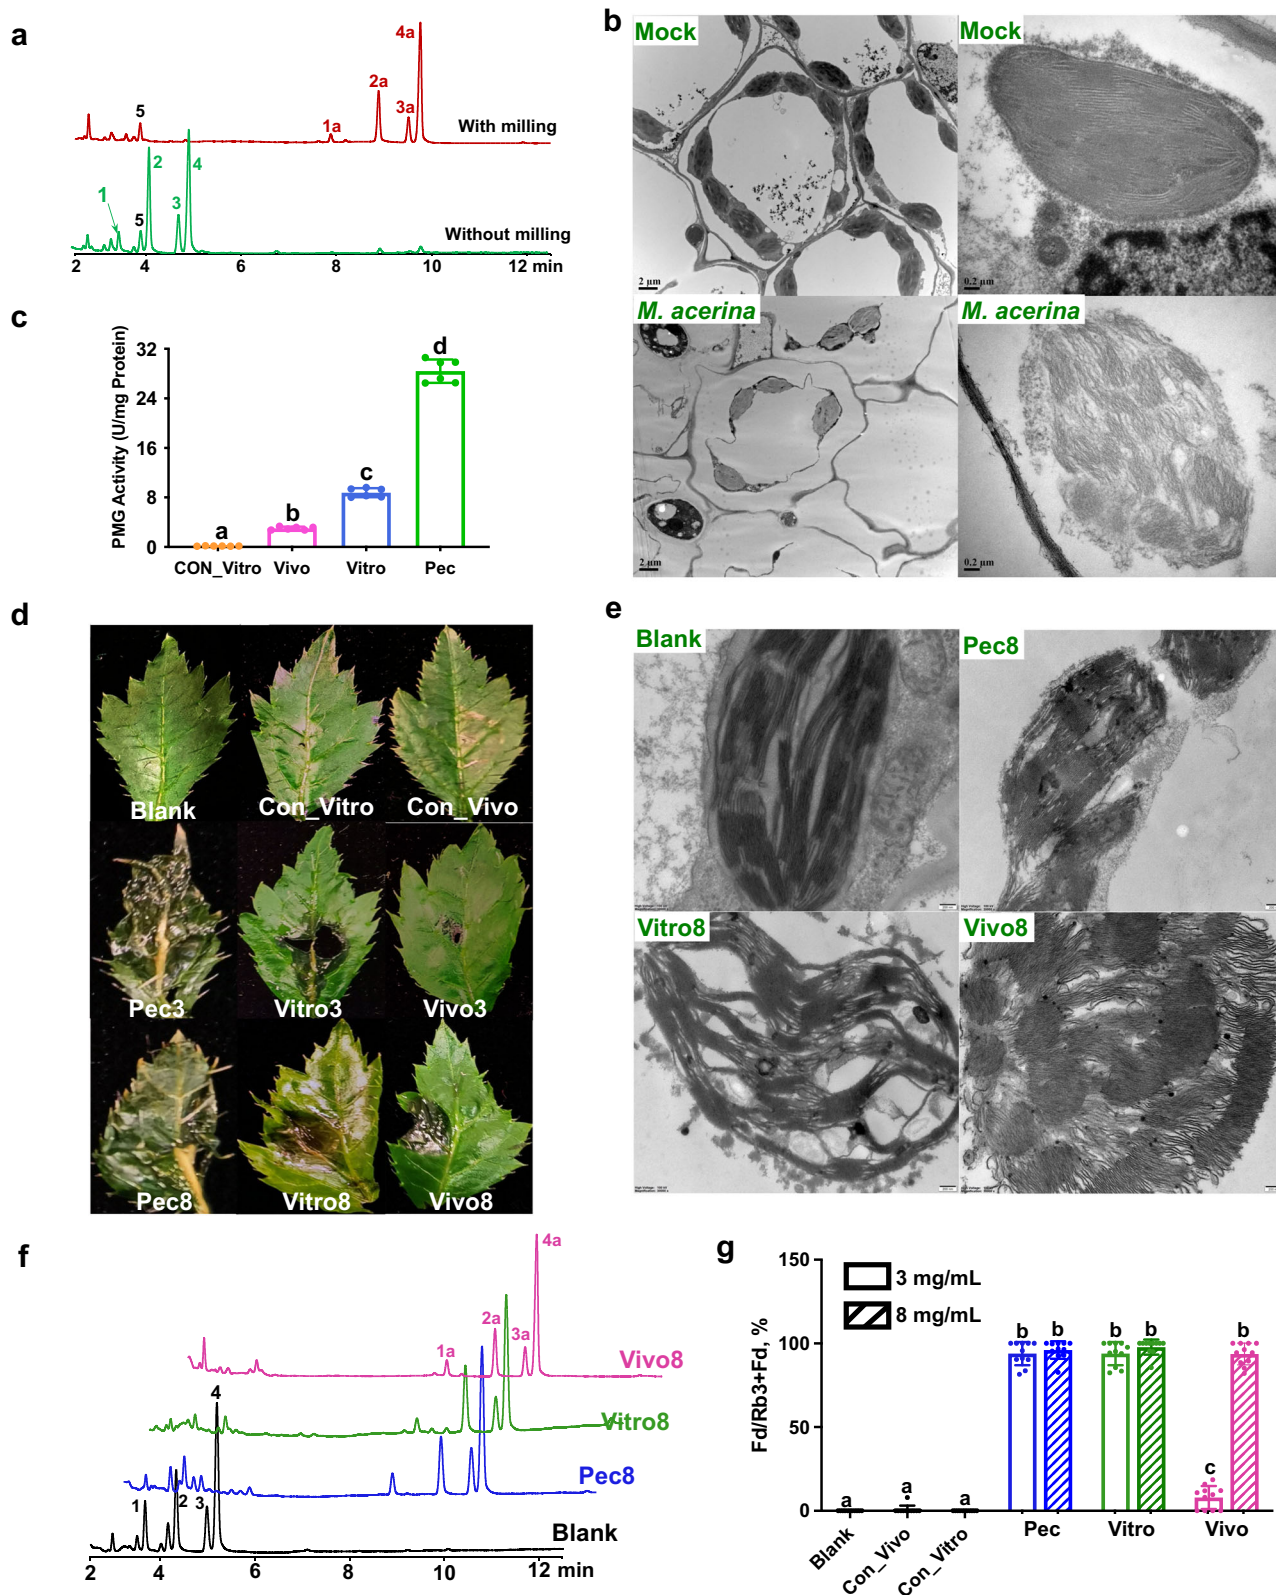 a
4a
2a
3a
1a
5
With milling
2
4
1
3
5
Without milling
2 4 6 8 10 12 min
b
Mock
2 µm
0.2 µm
M. acerina
M. acerina
2 µm
0.2 µm
c
PMG Activity (U/mg Protein)
32
24
16
8
0
a
b
c
d
CON_Vitro Vivo Vitro Pec
d
Blank Con_Vitro Con_Vivo
Pec3 Vitro3 Vivo3
Pec8 Vitro8 Vivo8
e
Blank Pec8
Vitro8 Vivo8
f
4a
2a
3a
1a
Vivo8
Vitro8
Pec8
4
1 2 3
Blank
2 4 6 8 10 12 min
g
Fd/Rb3+Fd, %
150
100
50
0
3 mg/mL
8 mg/mL
a a a b b b b c b
Blank Con_Vivo Con_Vitro Pec Vitro Vivo